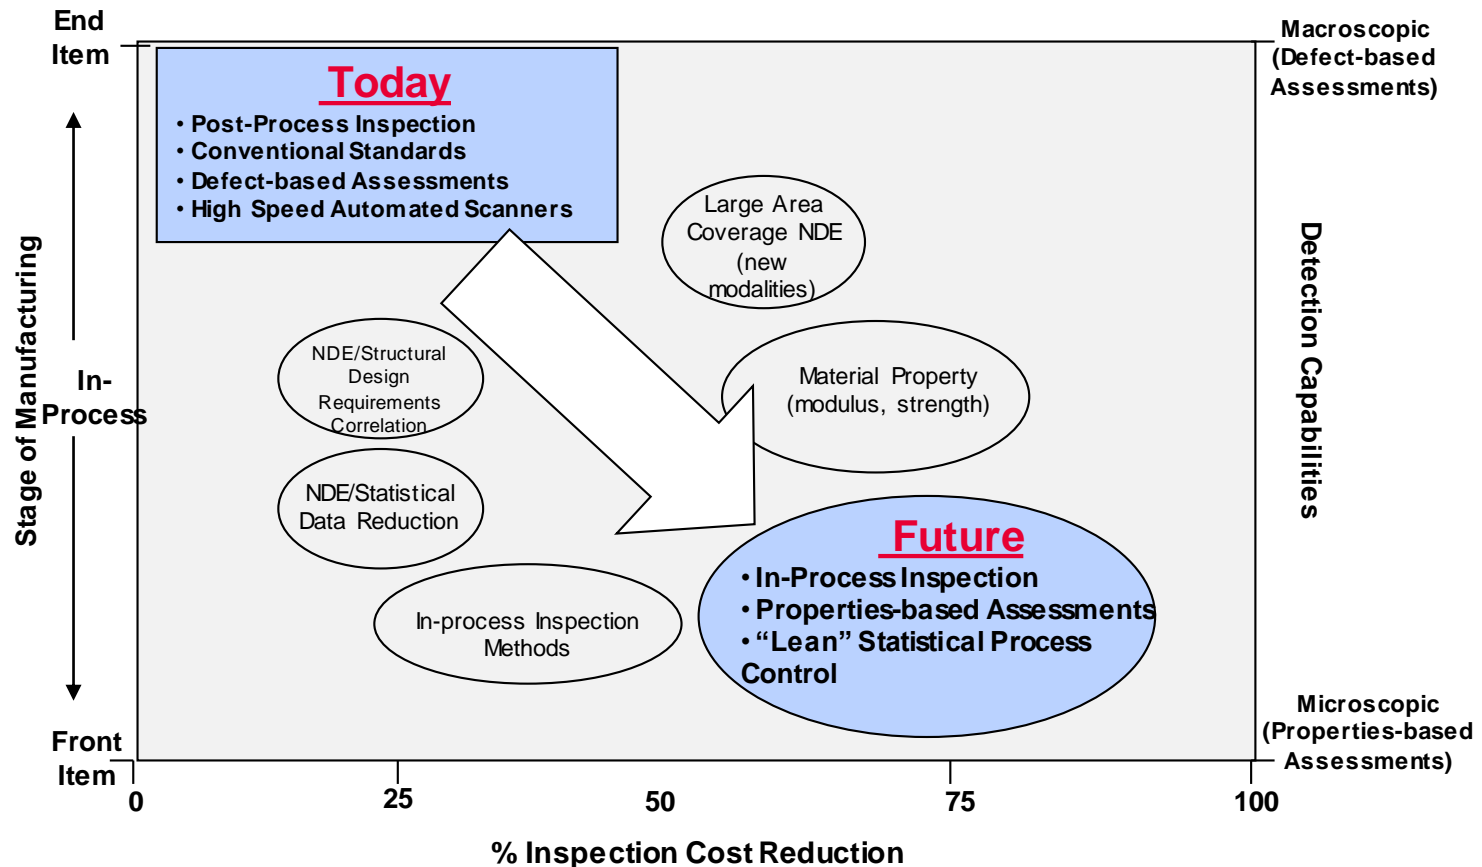 End
Item
Macroscopic
(Defect-based
Assessments)
Today
• Post-Process Inspection
• Conventional Standards
• Defect-based Assessments
• High Speed Automated Scanners
Large Area
Coverage NDE
(new
modalities)
Stage of Manufacturing
In-
Process
Detection Capabilities
NDE/Structural
Design
Requirements
Correlation
Material Property
(modulus, strength)
NDE/Statistical
Data Reduction
Future
• In-Process Inspection
• Properties-based Assessments
• “Lean” Statistical Process
Control
In-process Inspection
Methods
Front
Item
Microscopic
(Properties-based
Assessments)
0
25
50
75
100
% Inspection Cost Reduction